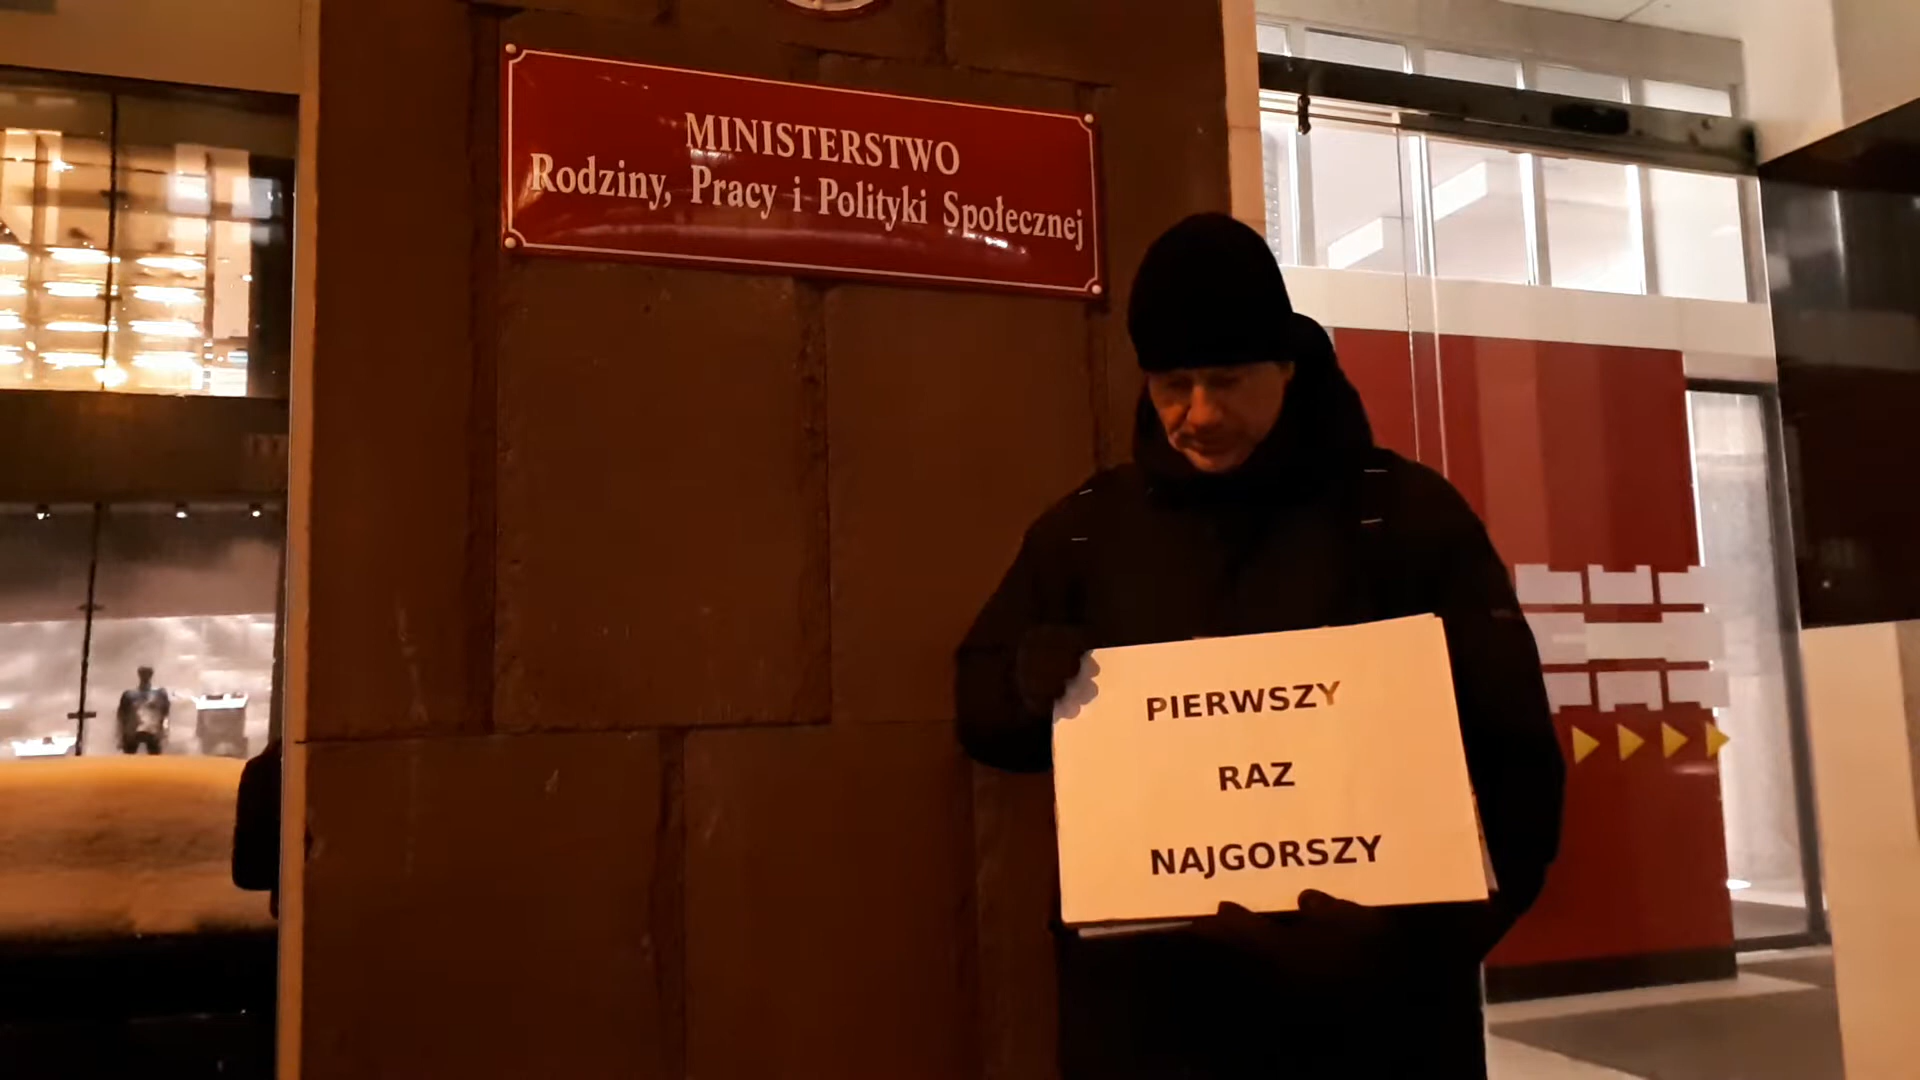 MINISTERSTWO
Rodziny, Pracy i Polityki Społecznej
PIERWSZY
RAZ
NAJGORSZY